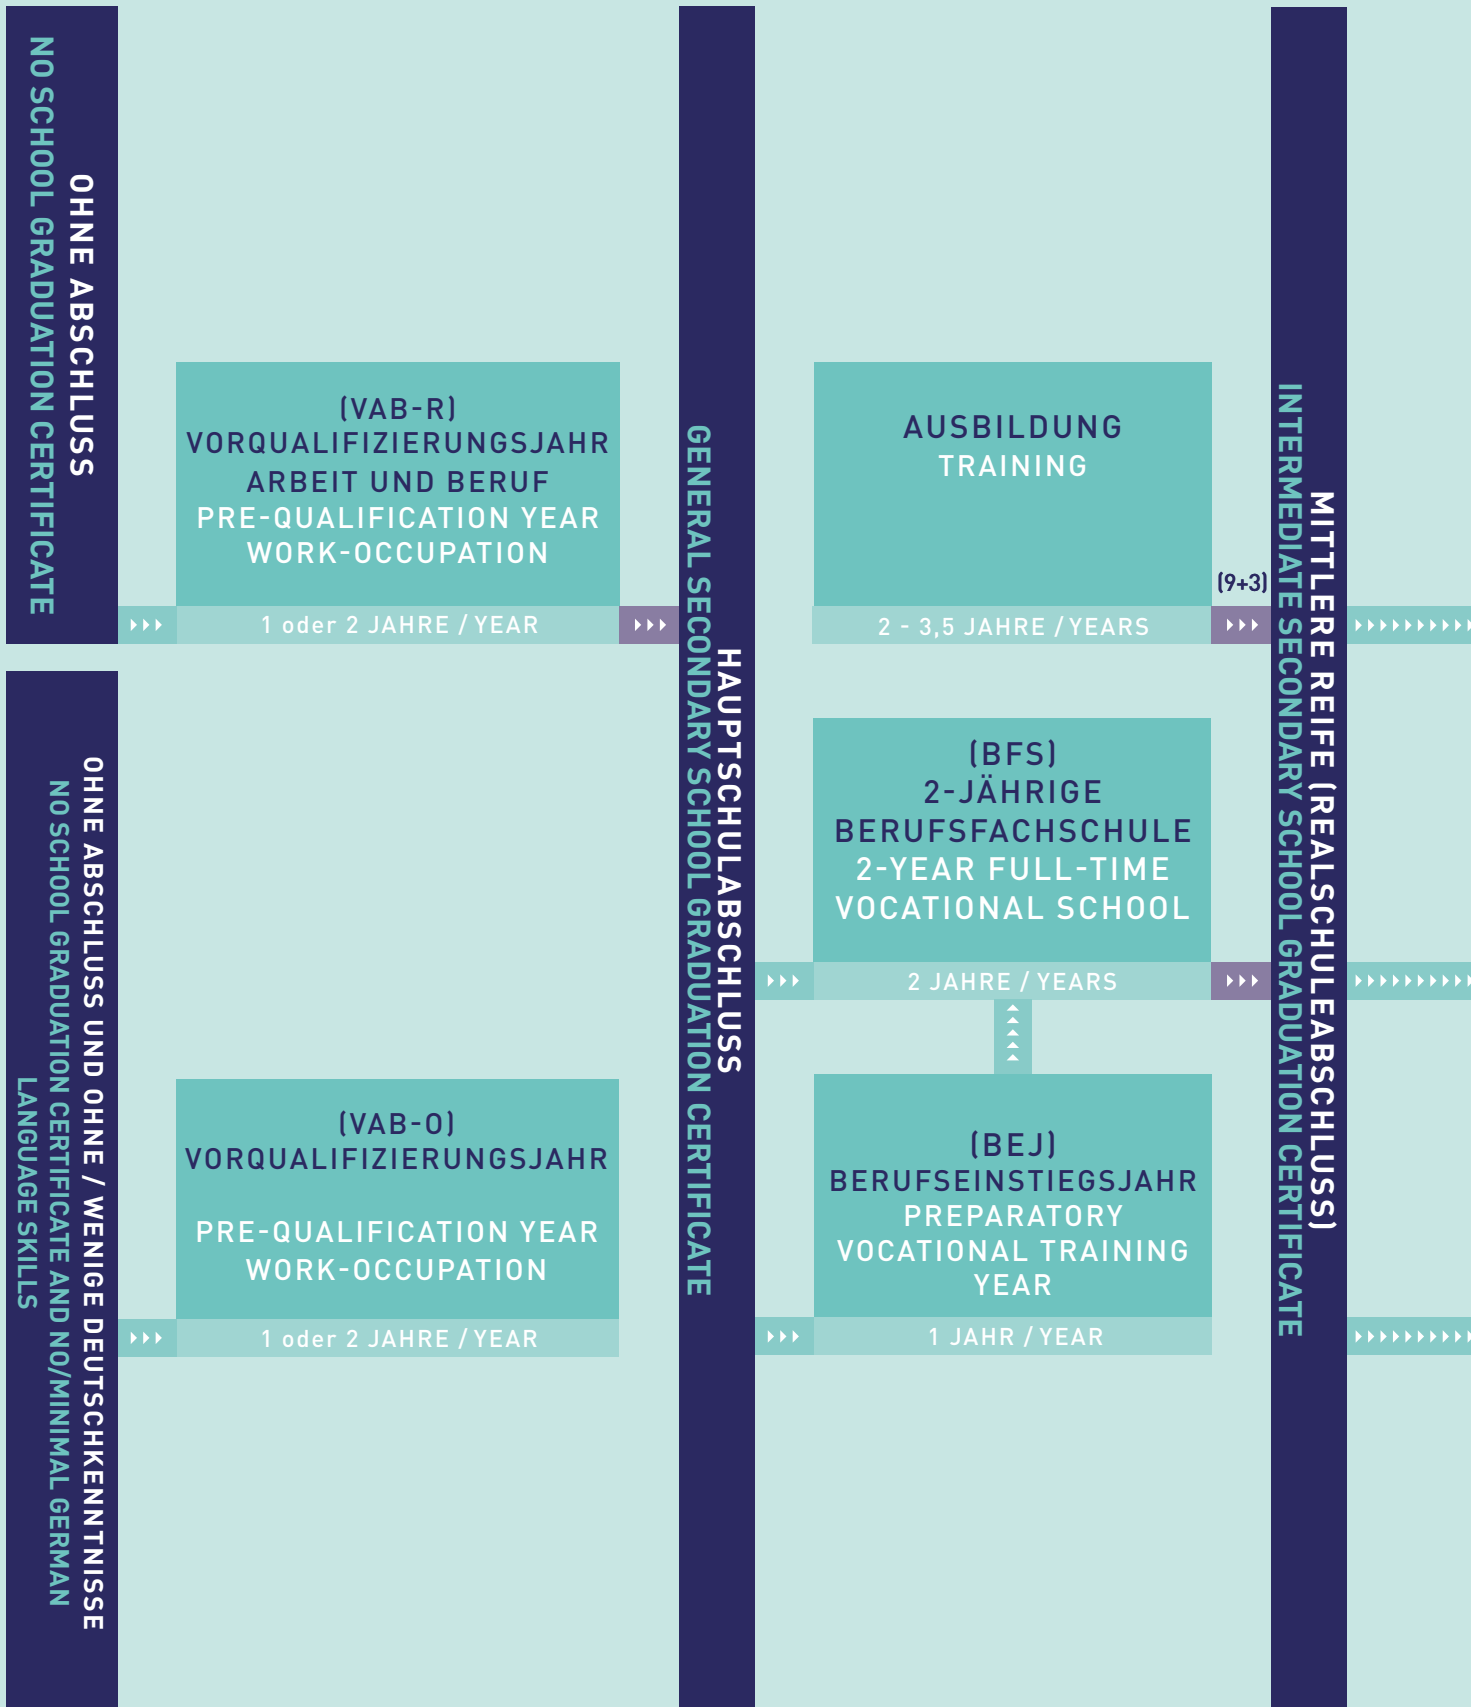 OHNE ABSCHLUSS
NO SCHOOL GRADUATION CERTIFICATE
(VAB-R)
VORQUALIFIZIERUNGSJAHR
ARBEIT UND BERUF
PRE-QUALIFICATION YEAR
WORK-OCCUPATION
1 oder 2 JAHRE / YEAR
OHNE ABSCHLUSS UND OHNE / WENIGE DEUTSCHKENNTNISSE
NO SCHOOL GRADUATION CERTIFICATE AND NO/MINIMAL GERMAN
LANGUAGE SKILLS
(VAB-O)
VORQUALIFIZIERUNGSJAHR
PRE-QUALIFICATION YEAR
WORK-OCCUPATION
1 oder 2 JAHRE / YEAR
HAUPTSCHULABSCHLUSS
GENERAL SECONDARY SCHOOL GRADUATION CERTIFICATE
AUSBILDUNG
TRAINING
2 - 3,5 JAHRE / YEARS
(9+3)
(BFS)
2-JÄHRIGE
BERUFSFACHSCHULE
2-YEAR FULL-TIME
VOCATIONAL SCHOOL
2 JAHRE / YEARS
(BEJ)
BERUFSEINSTIEGSJAHR
PREPARATORY
VOCATIONAL TRAINING
YEAR
1 JAHR / YEAR
MITTLERE REIFE (REALSCHULEABSCHLUSS)
INTERMEDIATE SECONDARY SCHOOL GRADUATION CERTIFICATE